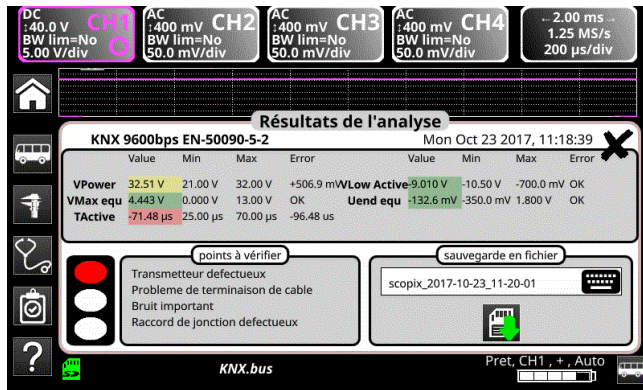 DC
↕40.0 V CH1
BW lim=No
5.00 V/div
AC
↕400 mV CH2
BW lim=No
50.0 mV/div
AC
↕400 mV CH3
BW lim=No
50.0 mV/div
AC
↕400 mV CH4
BW lim=No
50.0 mV/div
←2.00 ms→
1.25 MS/s
200 µs/div
Résultats de l'analyse
KNX 9600bps EN-50090-5-2 Mon Oct 23 2017, 11:18:39
Value Min Max Error Value Min Max Error
VPower 32.51 V 21.00 V 32.00 V +506.9 mV VLow Active -9.010 V -10.50 V -700.0 mV OK
VMax equ 4.443 V 0.000 V 13.00 V OK Uend equ -132.6 mV -350.0 mV 1.800 V OK
TActive -71.48 µs 25.00 µs 70.00 µs -96.48 us
points à vérifier
Transmetteur defectueux
Probleme de terminaison de cable
Bruit important
Raccord de jonction defectueux
sauvegarde en fichier
scopix_2017-10-23_11-20-01
?
KNX.bus
Pret, CH1 , + , Auto